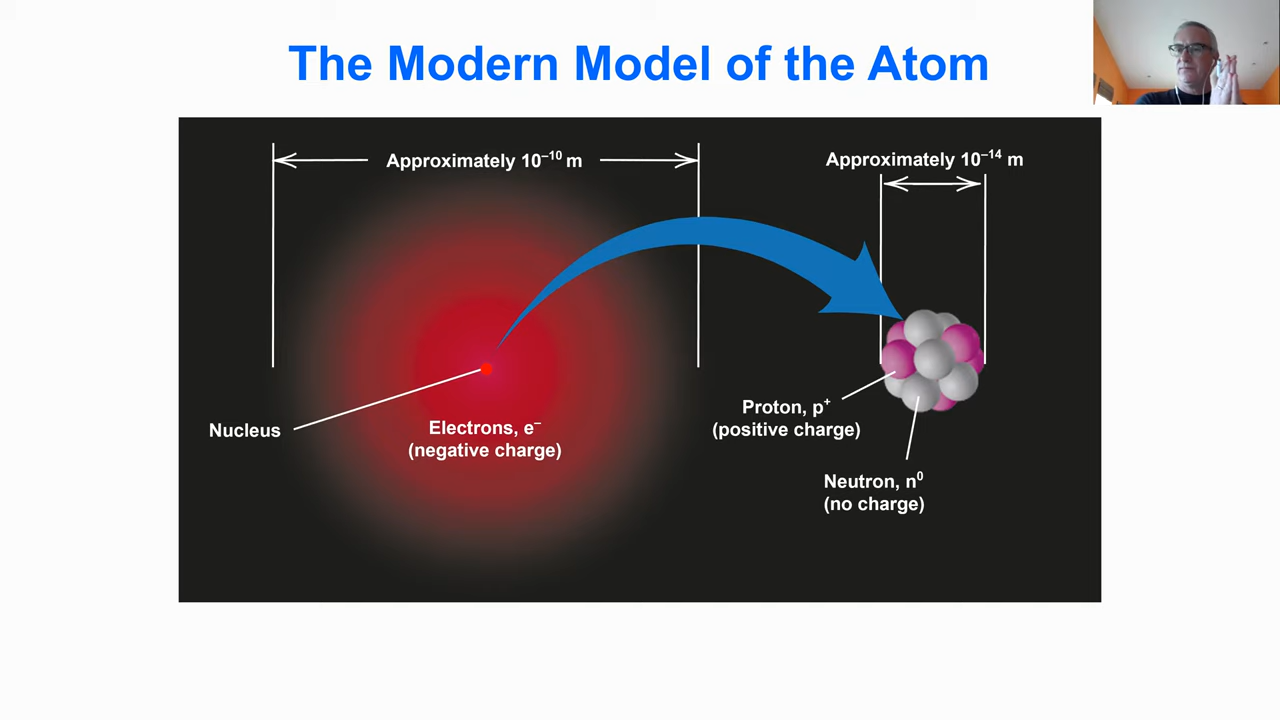 The Modern Model of the Atom
Approximately 10⁻¹⁰ m
Approximately 10⁻¹⁴ m
Nucleus
Electrons, e⁻
(negative charge)
Proton, p⁺
(positive charge)
Neutron, n⁰
(no charge)